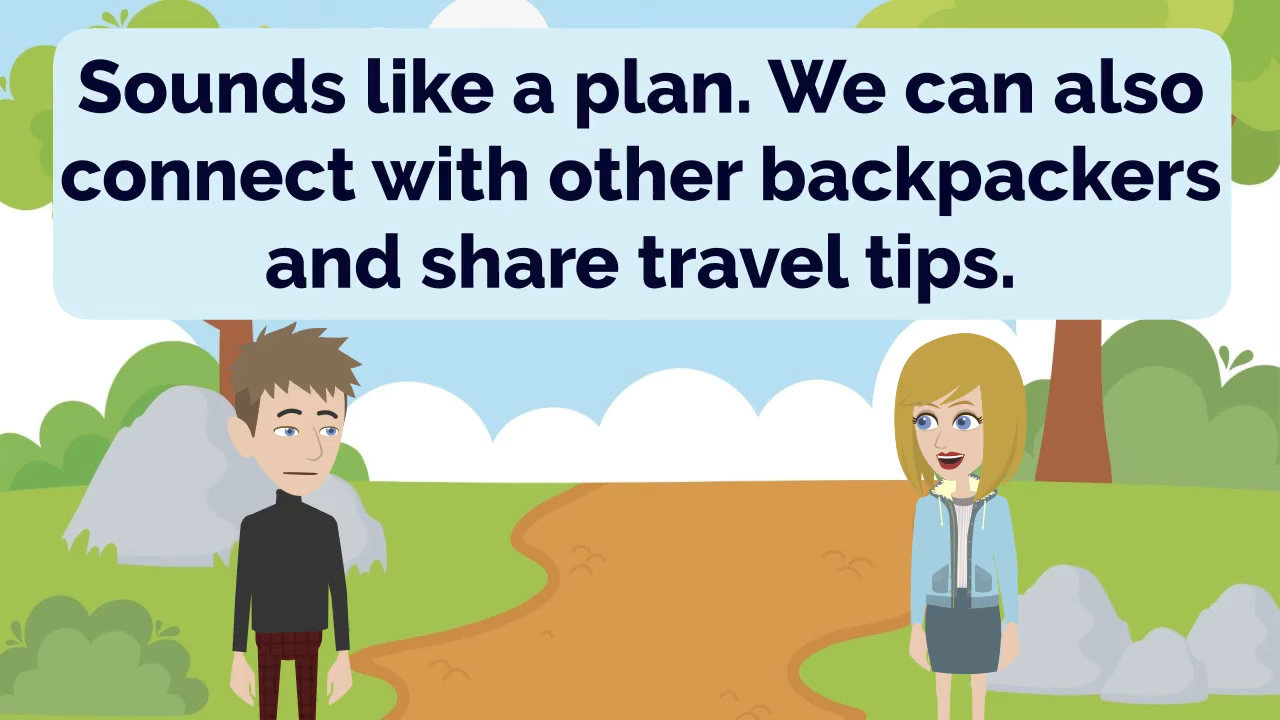 Sounds like a plan. We can also
connect with other backpackers
and share travel tips.